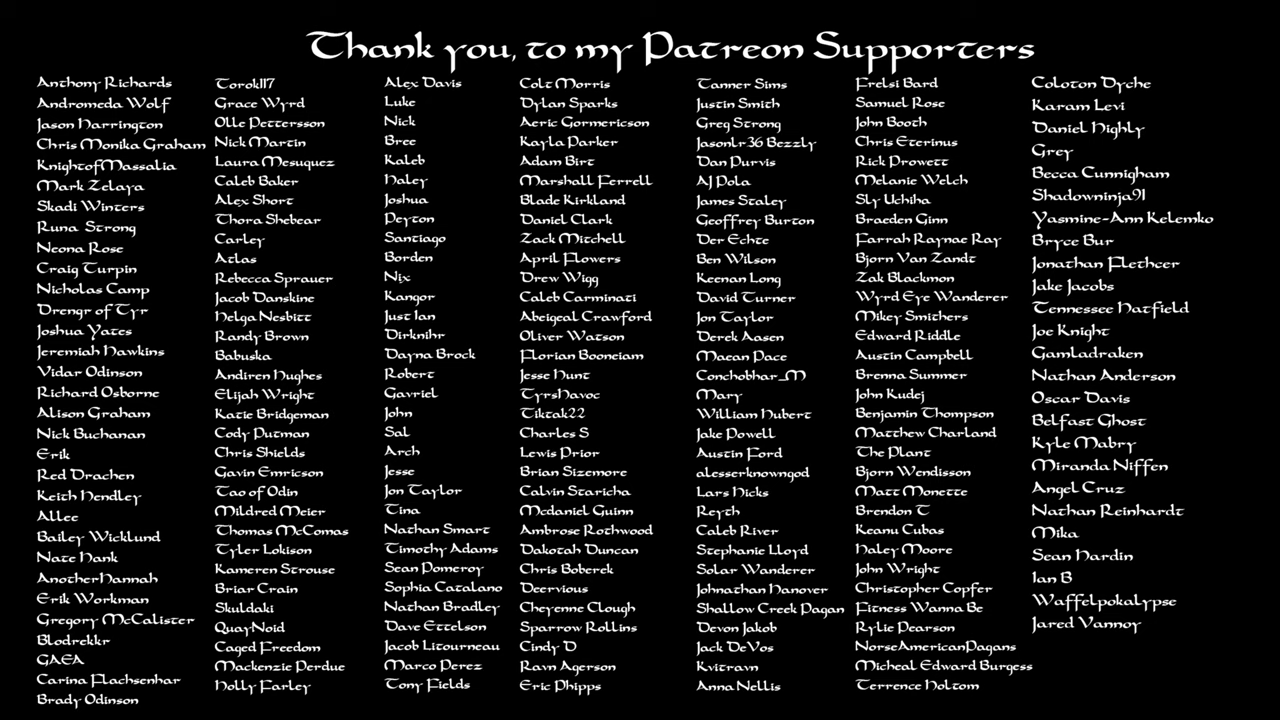 Thank you, to my Patreon Supporters
Anthony Richards
Andromeda Wolf
Jason Harrington
Chris Monika Graham
KnightofMassalia
Mark Zelaya
Skadi Winters
Runa Strong
Neona Rose
Craig Turpin
Nicholas Camp
Drengr of Tyr
Joshua Yates
Jeremiah Hawkins
Vidar Odinson
Richard Osborne
Alison Graham
Nick Buchanan
Erik
Red Drachen
Keith Hendley
Allec
Bailey Wicklund
Nate Hank
AnotherHannah
Erik Workman
Gregory McCalister
Blodrekkr
GAEA
Carina Flachsenhar
Brady Odinson
Torok117
Grace Wyrd
Olle Pettersson
Nick Martin
Laura Mesuquez
Caleb Baker
Alex Short
Thora Shebear
Carley
Atlas
Rebecca Sprauer
Jacob Danskine
Helga Nesbitt
Randy Brown
Babuska
Andiren Hughes
Elijah Wright
Katie Bridgeman
Cody Putman
Chris Shields
Gavin Emricson
Tao of Odin
Mildred Meier
Thomas McComas
Tyler Lokison
Kameren Strouse
Briar Crain
Skuldaki
QuayNoid
Caged Freedom
Mackenzie Perdue
Holly Farley
Alex Davis
Luke
Nick
Bree
Kaleb
Haley
Joshua
Peyton
Santiago
Borden
Nix
Kangor
Just Ian
Dirknihr
Dayna Brock
Robert
Gavriel
John
Sal
Arch
Jesse
Jon Taylor
Tina
Nathan Smart
Timothy Adams
Sean Pomeroy
Sophia Catalano
Nathan Bradley
Dave Ettelson
Jacob Litourneau
Marco Perez
Tony Fields
Colt Morris
Dylan Sparks
Aeric Gormericson
Kayla Parker
Adam Birt
Marshall Ferrell
Blade Kirkland
Daniel Clark
Zack Mitchell
April Flowers
Drew Wigg
Caleb Carminati
Abeigeal Crawford
Oliver Watson
Florian Booneiam
Jesse Hunt
TyrsHavoc
Tiktak22
Charles S
Lewis Prior
Brian Sizemore
Calvin Staricha
Mcdaniel Guinn
Ambrose Rothwood
Dakotah Duncan
Chris Boberek
Deervious
Cheyenne Clough
Sparrow Rollins
Cindy D
Ravn Agerson
Eric Phipps
Tanner Sims
Justin Smith
Greg Strong
Jasonlr36 Bezzly
Dan Purvis
AJ Pola
James Staley
Geoffrey Burton
Der Echte
Ben Wilson
Keenan Long
David Turner
Jon Taylor
Derek Aasen
Maean Pace
Conchobhar_M
Mary
William Hubert
Jake Powell
Austin Ford
alesserknowngod
Lars Hicks
Reyth
Caleb River
Stephanie Lloyd
Solar Wanderer
Johnathan Hanover
Shallow Creek Pagan
Devon Jakob
Jack DeVos
Kvitravn
Anna Nellis
Frelsi Bard
Samuel Rose
John Booth
Chris Eterinus
Rick Prowett
Melanie Welch
Sly Uchiha
Braeden Ginn
Farrah Raynae Ray
Bjorn Van Zandt
Zak Blackmon
Wyrd Eye Wanderer
Mikey Smithers
Edward Riddle
Austin Campbell
Brenna Summer
John Kudej
Benjamin Thompson
Matthew Charland
The Plant
Bjorn Wendisson
Matt Monette
Brendon T
Keanu Cubas
Haley Moore
John Wright
Christopher Copfer
Fitness Wanna Be
Rylie Pearson
NorseAmericanPagans
Micheal Edward Burgess
Terrence Holtom
Coloton Dyche
Karam Levi
Daniel Highly
Grey
Becca Cunnigham
Shadowninja91
Yasmine-Ann Kelemko
Bryce Bur
Jonathan Flethcer
Jake Jacobs
Tennessee Hatfield
Joe Knight
Gamladraken
Nathan Anderson
Oscar Davis
Belfast Ghost
Kyle Mabry
Miranda Niffen
Angel Cruz
Nathan Reinhardt
Mika
Sean Hardin
Ian B
Waffelpokalypse
Jared Vannoy